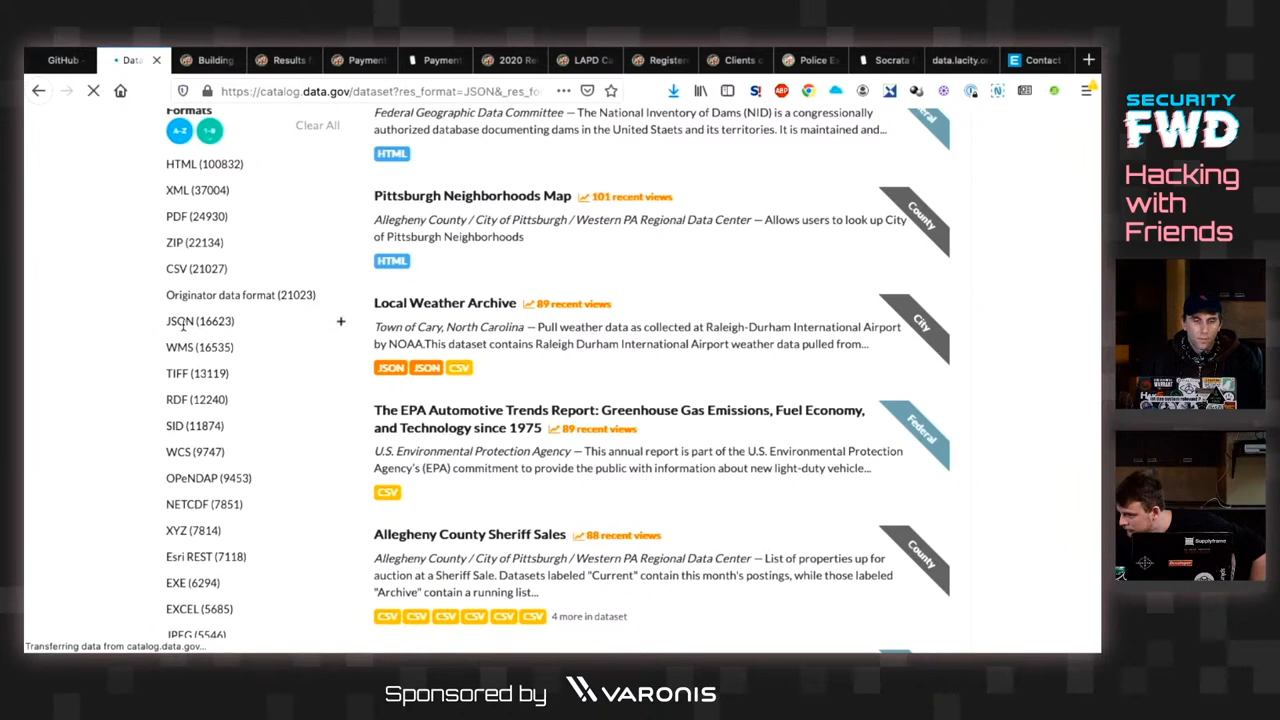 GitHub
Data
Building
Results f
Payment
Payment
2020 Re
LAPD Ca
Register
Clients o
Police Ex
Socrata f
data.lacity.or
Contact
https://catalog.data.gov/dataset?res_format=JSON&_res_fo
Formats
Clear All
HTML (100832)
XML (37004)
PDF (24930)
ZIP (22134)
CSV (21027)
Originator data format (21023)
JSON (16623)
WMS (16535)
TIFF (13119)
RDF (12240)
SID (11874)
WCS (9747)
OPeNDAP (9453)
NETCDF (7851)
XYZ (7814)
Esri REST (7118)
EXE (6294)
EXCEL (5685)
JPEG (5546)
Transferring data from catalog.data.gov...
Federal Geographic Data Committee — The National Inventory of Dams (NID) is a congressionally
authorized database documenting dams in the United Staets and its territories. It is maintained and...
HTML
Pittsburgh Neighborhoods Map 101 recent views
Allegheny County / City of Pittsburgh / Western PA Regional Data Center — Allows users to look up City
of Pittsburgh Neighborhoods
HTML
County
Local Weather Archive 89 recent views
Town of Cary, North Carolina — Pull weather data as collected at Raleigh-Durham International Airport
by NOAA.This dataset contains Raleigh Durham International Airport weather data pulled from...
JSON JSON CSV
City
The EPA Automotive Trends Report: Greenhouse Gas Emissions, Fuel Economy,
and Technology since 1975 89 recent views
U.S. Environmental Protection Agency — This annual report is part of the U.S. Environmental Protection
Agency's (EPA) commitment to provide the public with information about new light-duty vehicle...
CSV
Federal
Allegheny County Sheriff Sales 88 recent views
Allegheny County / City of Pittsburgh / Western PA Regional Data Center — List of properties up for
auction at a Sheriff Sale. Datasets labeled "Current" contain this month's postings, while those labeled
"Archive" contain a running list...
CSV CSV CSV CSV CSV CSV 4 more in dataset
County
SECURITY
FWD
Hacking
with
Friends
Supplyframe
Sponsored by VARONIS